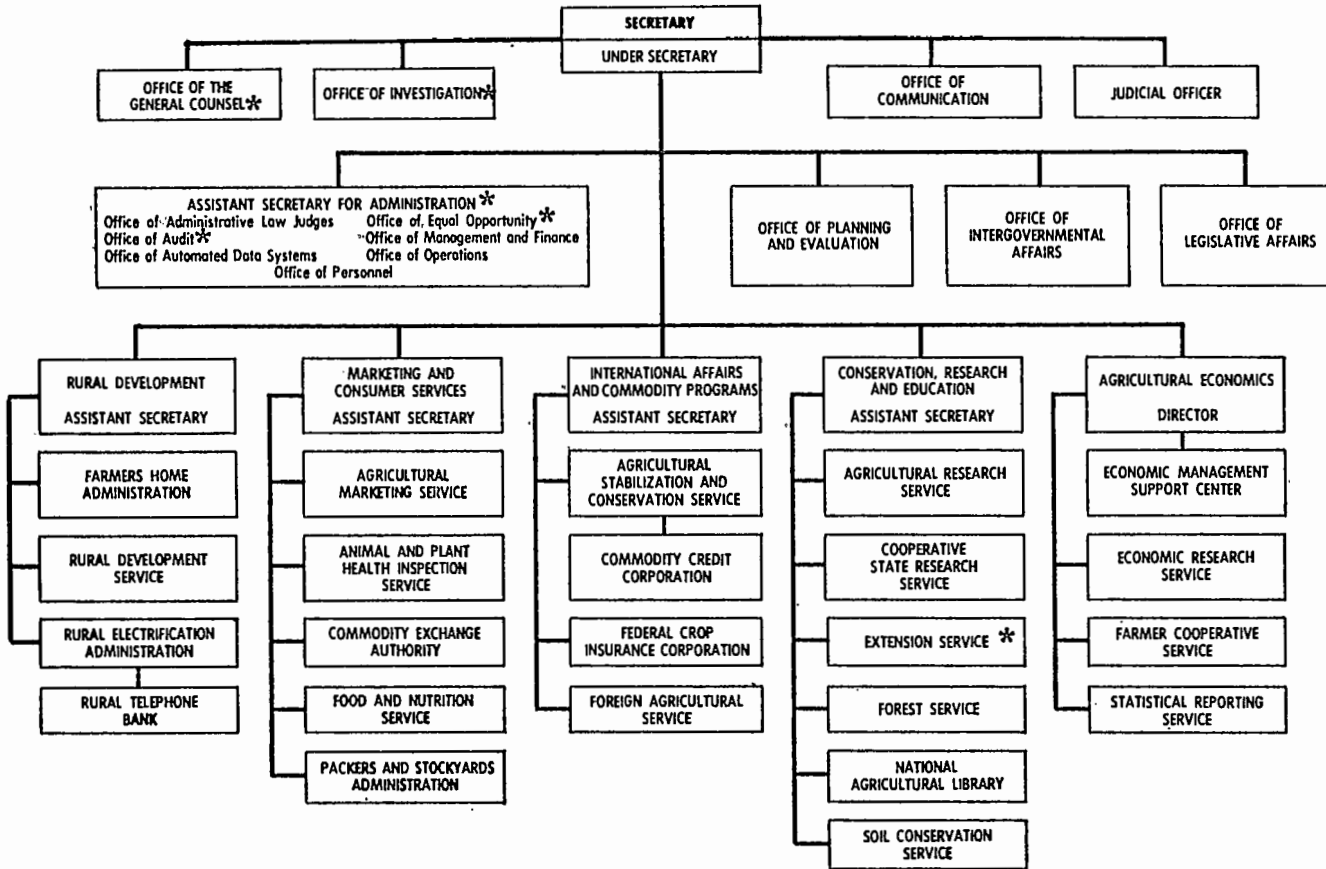 SECRETARY
UNDER SECRETARY
OFFICE OF THE
GENERAL COUNSEL*
OFFICE OF INVESTIGATION*
OFFICE OF
COMMUNICATION
JUDICIAL OFFICER
ASSISTANT SECRETARY FOR ADMINISTRATION*
Office of Administrative Law Judges
Office of Equal Opportunity*
Office of Audit*
Office of Management and Finance
Office of Automated Data Systems
Office of Operations
Office of Personnel
OFFICE OF PLANNING
AND EVALUATION
OFFICE OF
INTERGOVERNMENTAL
AFFAIRS
OFFICE OF
LEGISLATIVE AFFAIRS
RURAL DEVELOPMENT
ASSISTANT SECRETARY
FARMERS HOME
ADMINISTRATION
RURAL DEVELOPMENT
SERVICE
RURAL ELECTRIFICATION
ADMINISTRATION
RURAL TELEPHONE
BANK
MARKETING AND
CONSUMER SERVICES
ASSISTANT SECRETARY
AGRICULTURAL
MARKETING SERVICE
ANIMAL AND PLANT
HEALTH INSPECTION
SERVICE
COMMODITY EXCHANGE
AUTHORITY
FOOD AND NUTRITION
SERVICE
PACKERS AND STOCKYARDS
ADMINISTRATION
INTERNATIONAL AFFAIRS
AND COMMODITY PROGRAMS
ASSISTANT SECRETARY
AGRICULTURAL
STABILIZATION AND
CONSERVATION SERVICE
COMMODITY CREDIT
CORPORATION
FEDERAL CROP
INSURANCE CORPORATION
FOREIGN AGRICULTURAL
SERVICE
CONSERVATION, RESEARCH
AND EDUCATION
ASSISTANT SECRETARY
AGRICULTURAL RESEARCH
SERVICE
COOPERATIVE
STATE RESEARCH
SERVICE
EXTENSION SERVICE *
FOREST SERVICE
NATIONAL
AGRICULTURAL LIBRARY
SOIL CONSERVATION
SERVICE
AGRICULTURAL ECONOMICS
DIRECTOR
ECONOMIC MANAGEMENT
SUPPORT CENTER
ECONOMIC RESEARCH
SERVICE
FARMER COOPERATIVE
SERVICE
STATISTICAL REPORTING
SERVICE